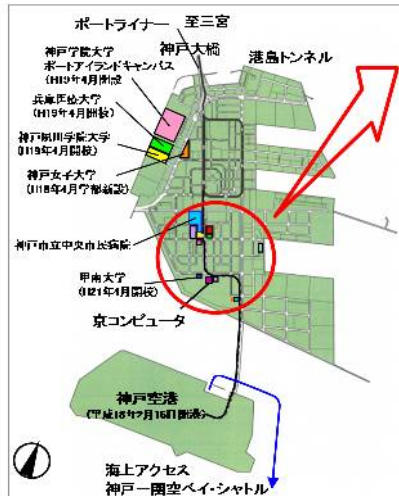 ポートライナー
至三宮
神戸大橋
港島トンネル
神戸学院大学
ポートアイランドキャンパス
(H19年4月開設
兵庫医療大学
(H19年4月開校)
神戸夙川学院大学
(H19年4月開校)
神戸女子大学
(H18年4月学部新設)
神戸市立中央市民病院
甲南大学
(H21年4月開校)
京コンピュータ
神戸空港
(平成18年2月16日開港)
海上アクセス
神戸ー関空ベイ・シャトル